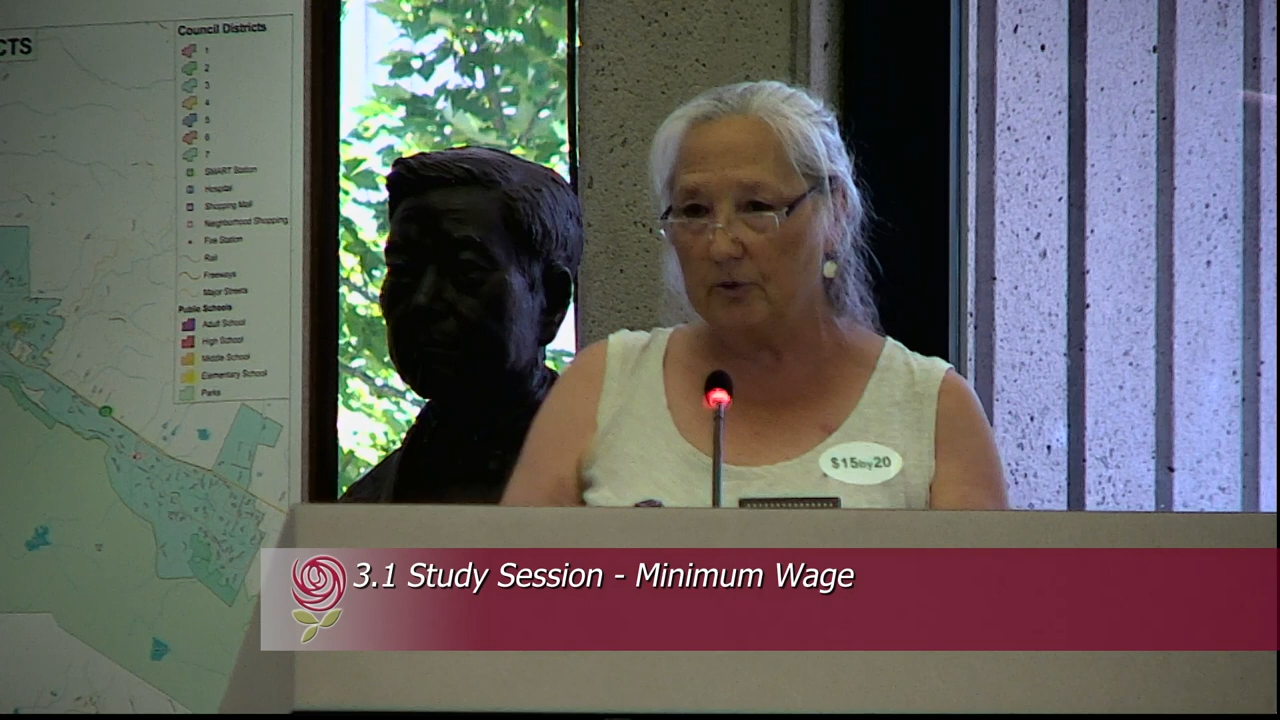 CTS
Council Districts
1
2
3
4
5
6
7
SMART Station
Hospital
Shopping Mall
Neighborhood Shopping
Fire Station
Rail
Freeways
Major Streets
Public Schools
Adult School
High School
Middle School
Elementary School
Parks
$15by20
3.1 Study Session - Minimum Wage